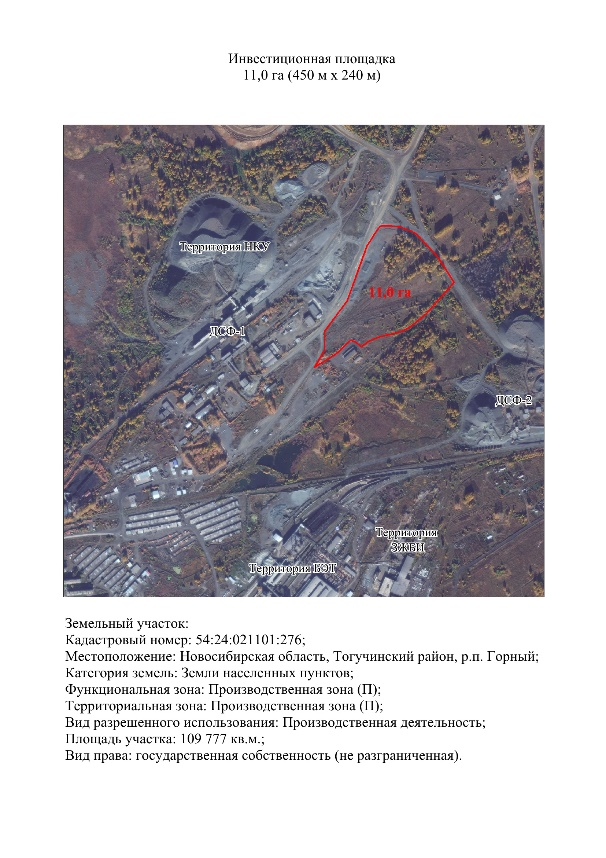 Инвестиционная площадка
11,0 га (450 м х 240 м)
Территория НКУ
11,0 га
ДСФ-1
ДСФ-2
Территория
ЗЖБИ
Территория БЭТ
Земельный участок:
Кадастровый номер: 54:24:021101:276;
Местоположение: Новосибирская область, Тогучинский район, р.п. Горный;
Категория земель: Земли населенных пунктов;
Функциональная зона: Производственная зона (П);
Территориальная зона: Производственная зона (П);
Вид разрешенного использования: Производственная деятельность;
Площадь участка: 109 777 кв.м.;
Вид права: государственная собственность (не разграниченная).